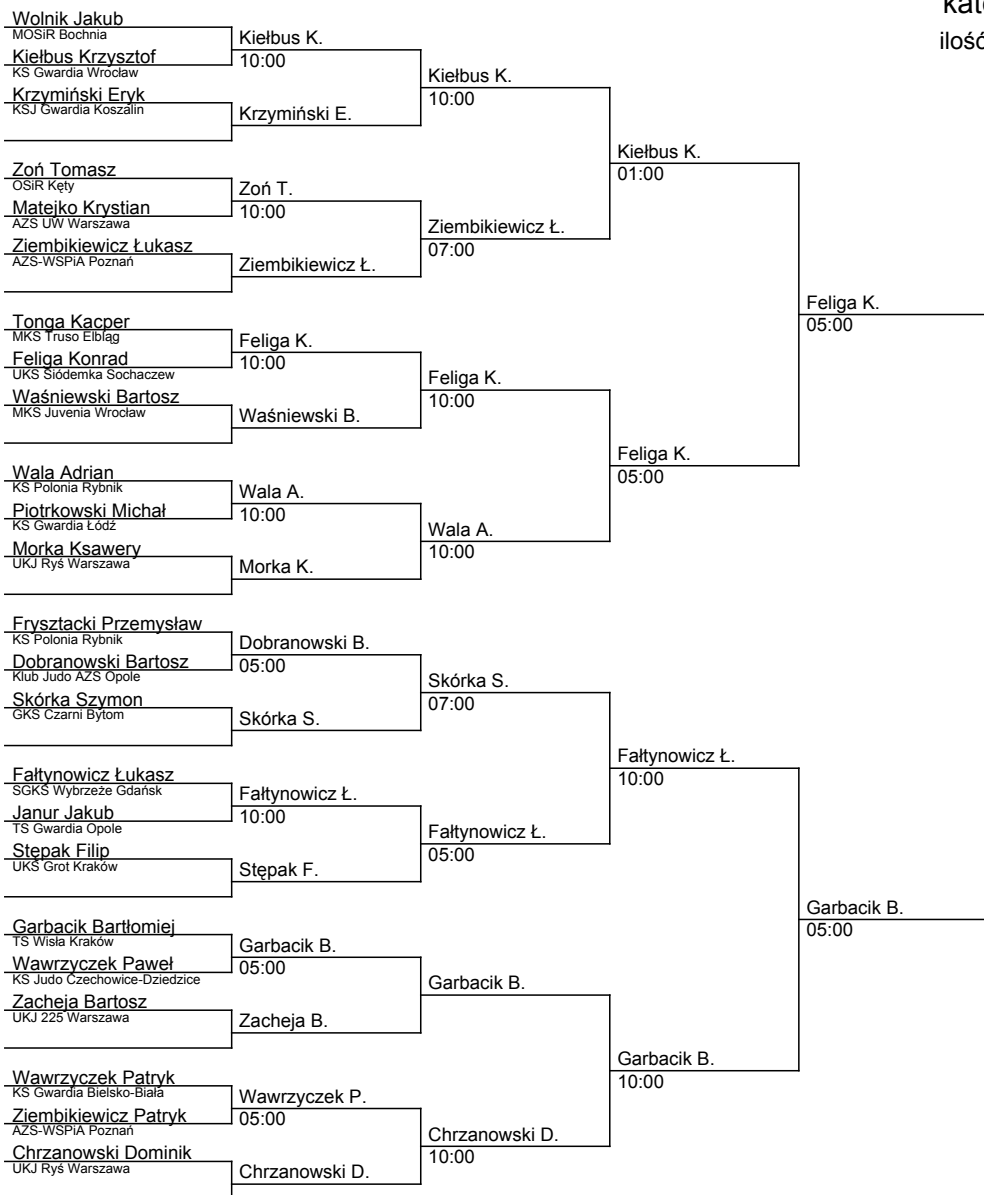 kate
ilość
Wolnik Jakub
MOSiR Bochnia
Kiełbus Krzysztof
KS Gwardia Wrocław
Krzymiński Eryk
KSJ Gwardia Koszalin
Zoń Tomasz
OSiR Kęty
Matejko Krystian
AZS UW Warszawa
Ziembikiewicz Łukasz
AZS-WSPiA Poznań
Tonga Kacper
MKS Truso Elbląg
Feliga Konrad
UKS Siódemka Sochaczew
Waśniewski Bartosz
MKS Juvenia Wrocław
Wala Adrian
KS Polonia Rybnik
Piotrkowski Michał
KS Gwardia Łódź
Morka Ksawery
UKJ Ryś Warszawa
Frysztacki Przemysław
KS Polonia Rybnik
Dobranowski Bartosz
Klub Judo AZS Opole
Skórka Szymon
GKS Czarni Bytom
Fałtynowicz Łukasz
SGKS Wybrzeże Gdańsk
Janur Jakub
TS Gwardia Opole
Stępak Filip
UKS Grot Kraków
Garbacik Bartłomiej
TS Wisła Kraków
Wawrzyczek Paweł
KS Judo Czechowice-Dziedzice
Zacheja Bartosz
UKJ 225 Warszawa
Wawrzyczek Patryk
KS Gwardia Bielsko-Biała
Ziembikiewicz Patryk
AZS-WSPiA Poznań
Chrzanowski Dominik
UKJ Ryś Warszawa
Kiełbus K.
10:00
Krzymiński E.
Zoń T.
10:00
Ziembikiewicz Ł.
Feliga K.
10:00
Waśniewski B.
Wala A.
10:00
Morka K.
Dobranowski B.
05:00
Skórka S.
Fałtynowicz Ł.
10:00
Stępak F.
Garbacik B.
05:00
Zacheja B.
Wawrzyczek P.
05:00
Chrzanowski D.
Kiełbus K.
10:00
Ziembikiewicz Ł.
07:00
Feliga K.
10:00
Wala A.
10:00
Skórka S.
07:00
Fałtynowicz Ł.
05:00
Garbacik B.
Chrzanowski D.
10:00
Kiełbus K.
01:00
Feliga K.
05:00
Fałtynowicz Ł.
10:00
Garbacik B.
10:00
Feliga K.
05:00
Garbacik B.
05:00